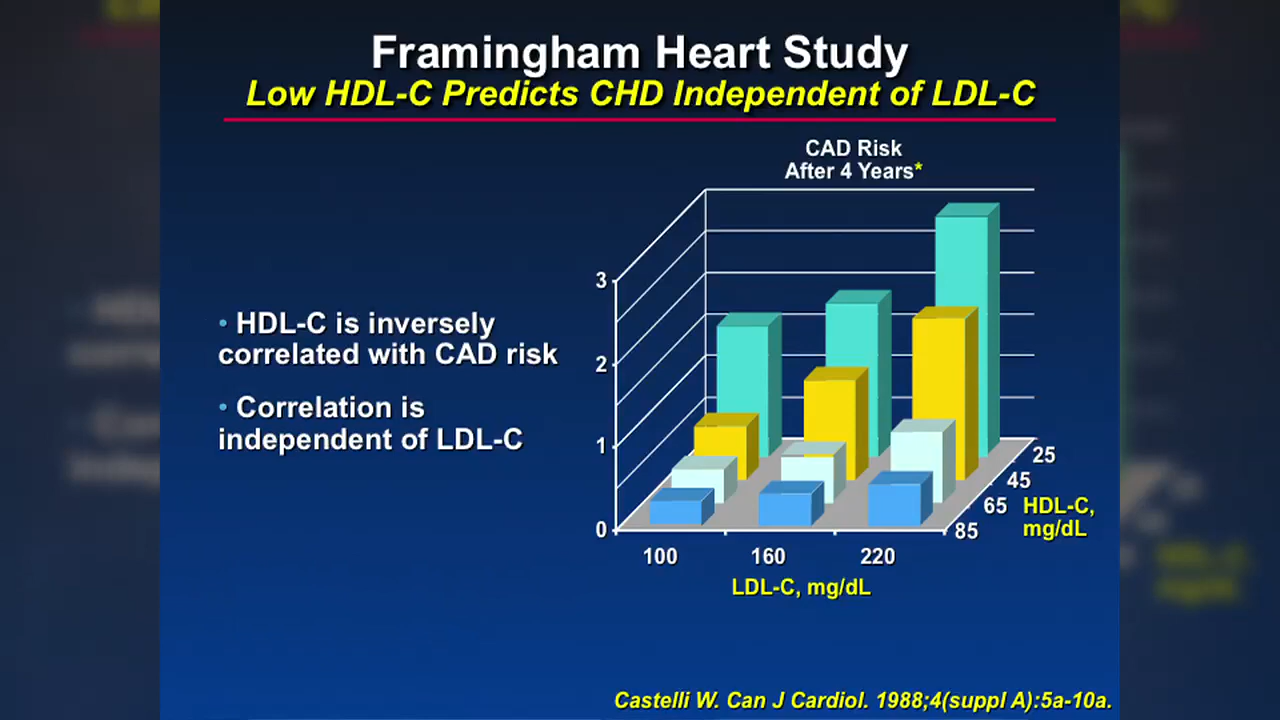 Framingham Heart Study
Low HDL-C Predicts CHD Independent of LDL-C
CAD Risk
After 4 Years*
• HDL-C is inversely
correlated with CAD risk
• Correlation is
independent of LDL-C
3
2
1
0
100
160
220
LDL-C, mg/dL
25
45
65
85
HDL-C,
mg/dL
Castelli W. Can J Cardiol. 1988;4(suppl A):5a-10a.